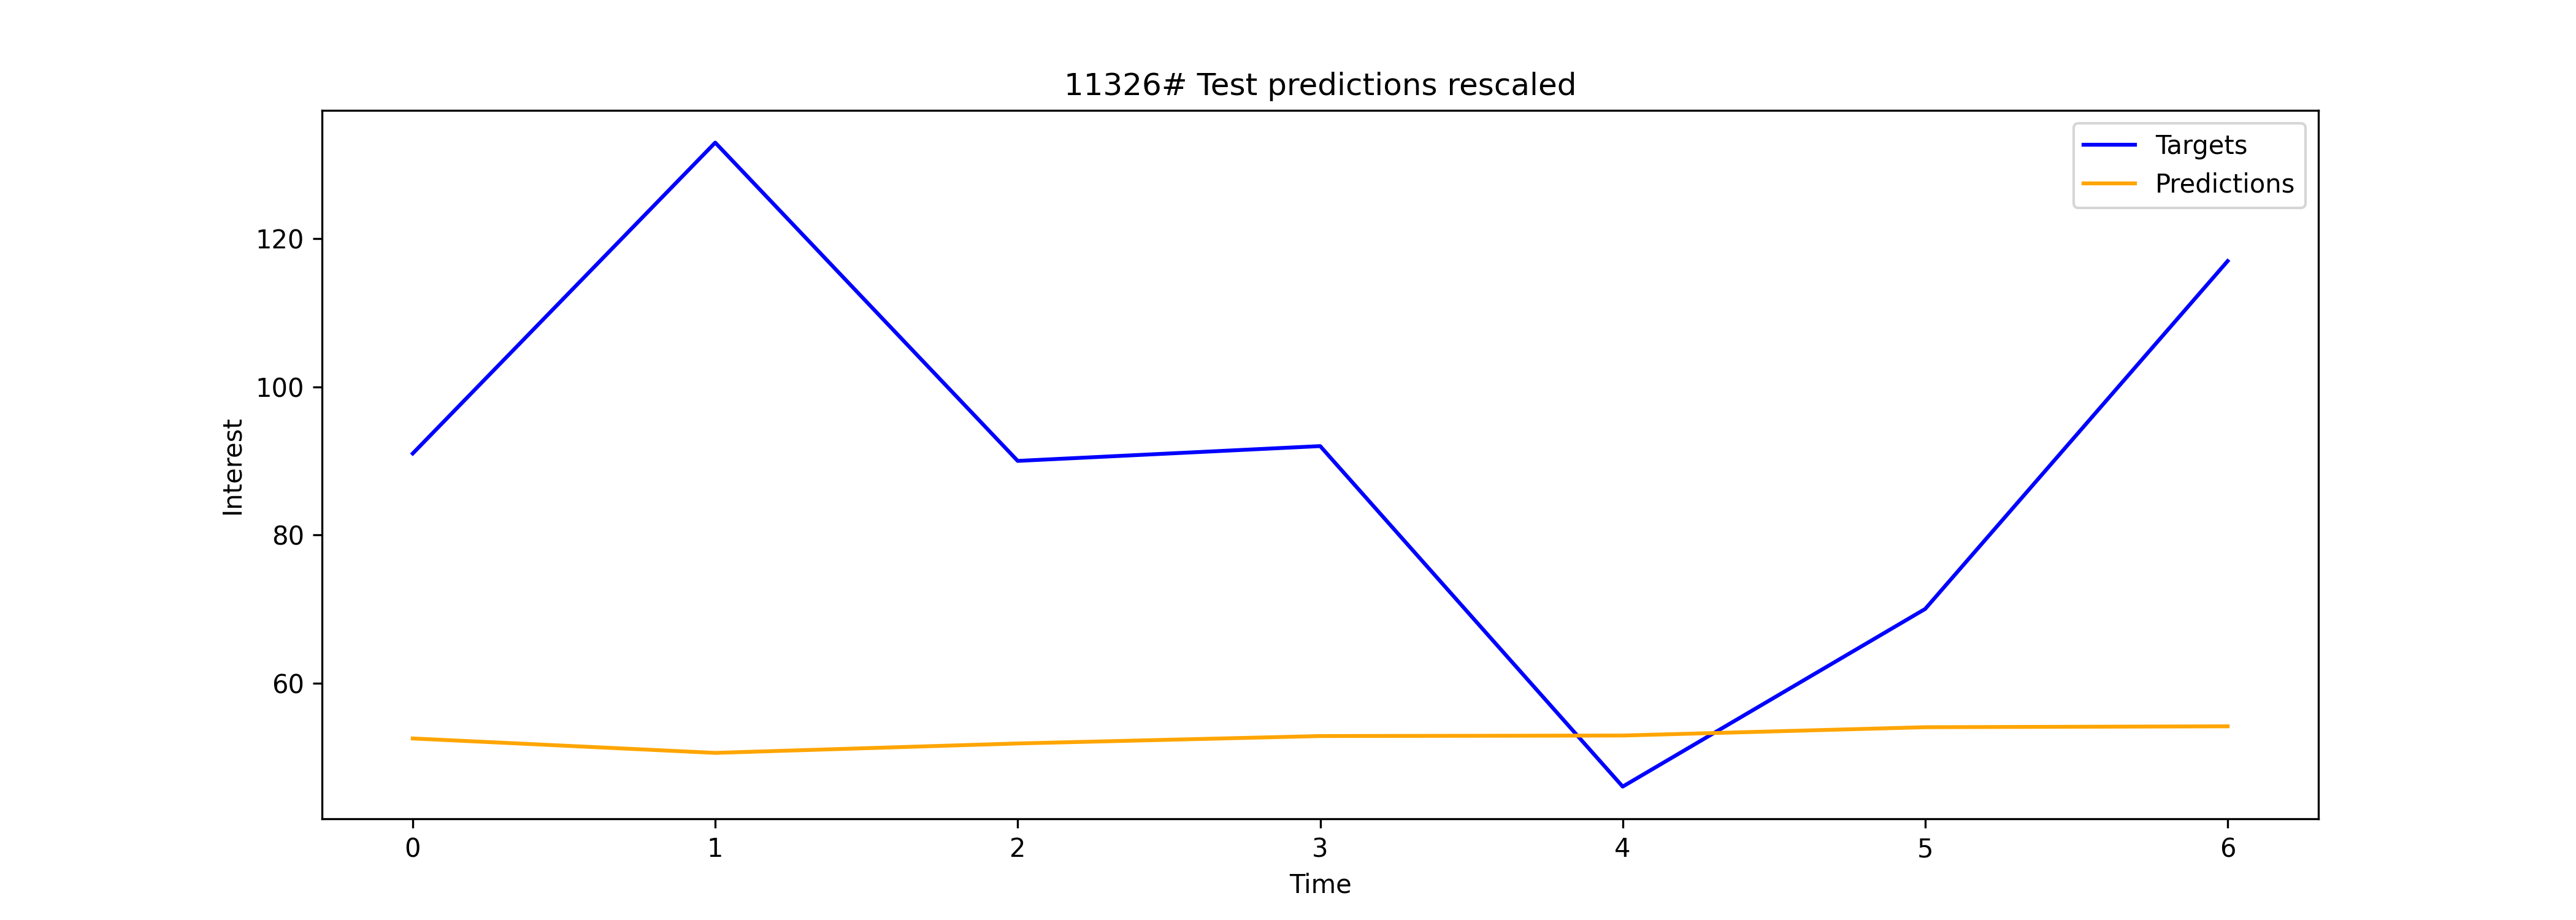 11326# Test predictions rescaled
Targets
Predictions
120
100
80
60
Interest
0 1 2 3 4 5 6
Time